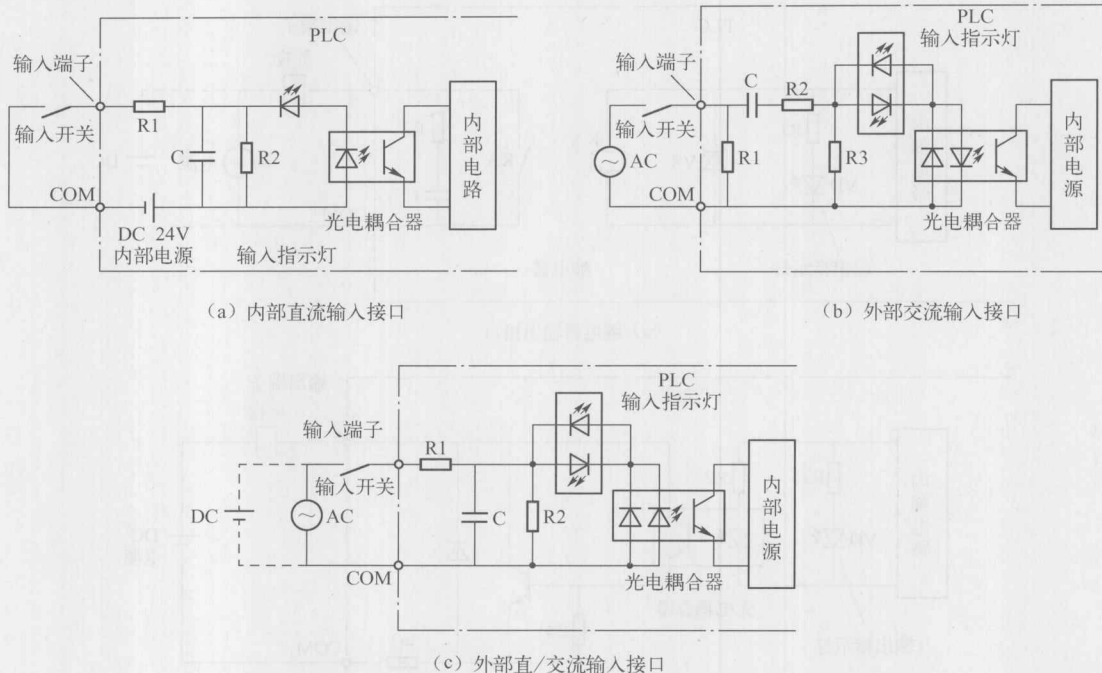 PLC
输入端子
输入开关
R1
C
R2
COM
DC 24V
内部电源
输入指示灯
光电耦合器
内部电路
(a) 内部直流输入接口
PLC
输入指示灯
输入端子
输入开关
AC
C
R2
R1
R3
COM
光电耦合器
内部电源
(b) 外部交流输入接口
PLC
输入指示灯
输入端子
输入开关
R1
DC
AC
C
R2
COM
光电耦合器
内部电源
(c) 外部直/交流输入接口